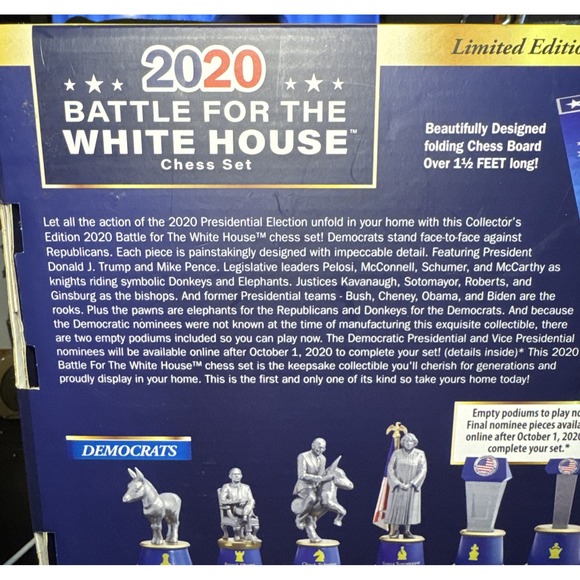 Limited Editio
2020
BATTLE FOR THE
WHITE HOUSE™
Chess Set
Beautifully Designed
folding Chess Board
Over 1½ FEET long!
Let all the action of the 2020 Presidential Election unfold in your home with this Collector's
Edition 2020 Battle for The White House™ chess set! Democrats stand face-to-face against
Republicans. Each piece is painstakingly designed with impeccable detail. Featuring President
Donald J. Trump and Mike Pence. Legislative leaders Pelosi, McConnell, Schumer, and McCarthy as
knights riding symbolic Donkeys and Elephants. Justices Kavanaugh, Sotomayor, Roberts, and
Ginsburg as the bishops. And former Presidential teams - Bush, Cheney, Obama, and Biden are the
rooks. Plus the pawns are elephants for the Republicans and Donkeys for the Democrats. And because
the Democratic nominees were not known at the time of manufacturing this exquisite collectible, there
are two empty podiums included so you can play now. The Democratic Presidential and Vice Presidential
nominees will be available online after October 1, 2020 to complete your set! (details inside)* This 2020
Battle For The White House™ chess set is the keepsake collectible you'll cherish for generations and
proudly display in your home. This is the first and only one of its kind so take yours home today!
Empty podiums to play no
Final nominee pieces availa
online after October 1, 202
complete your set.*
DEMOCRATS